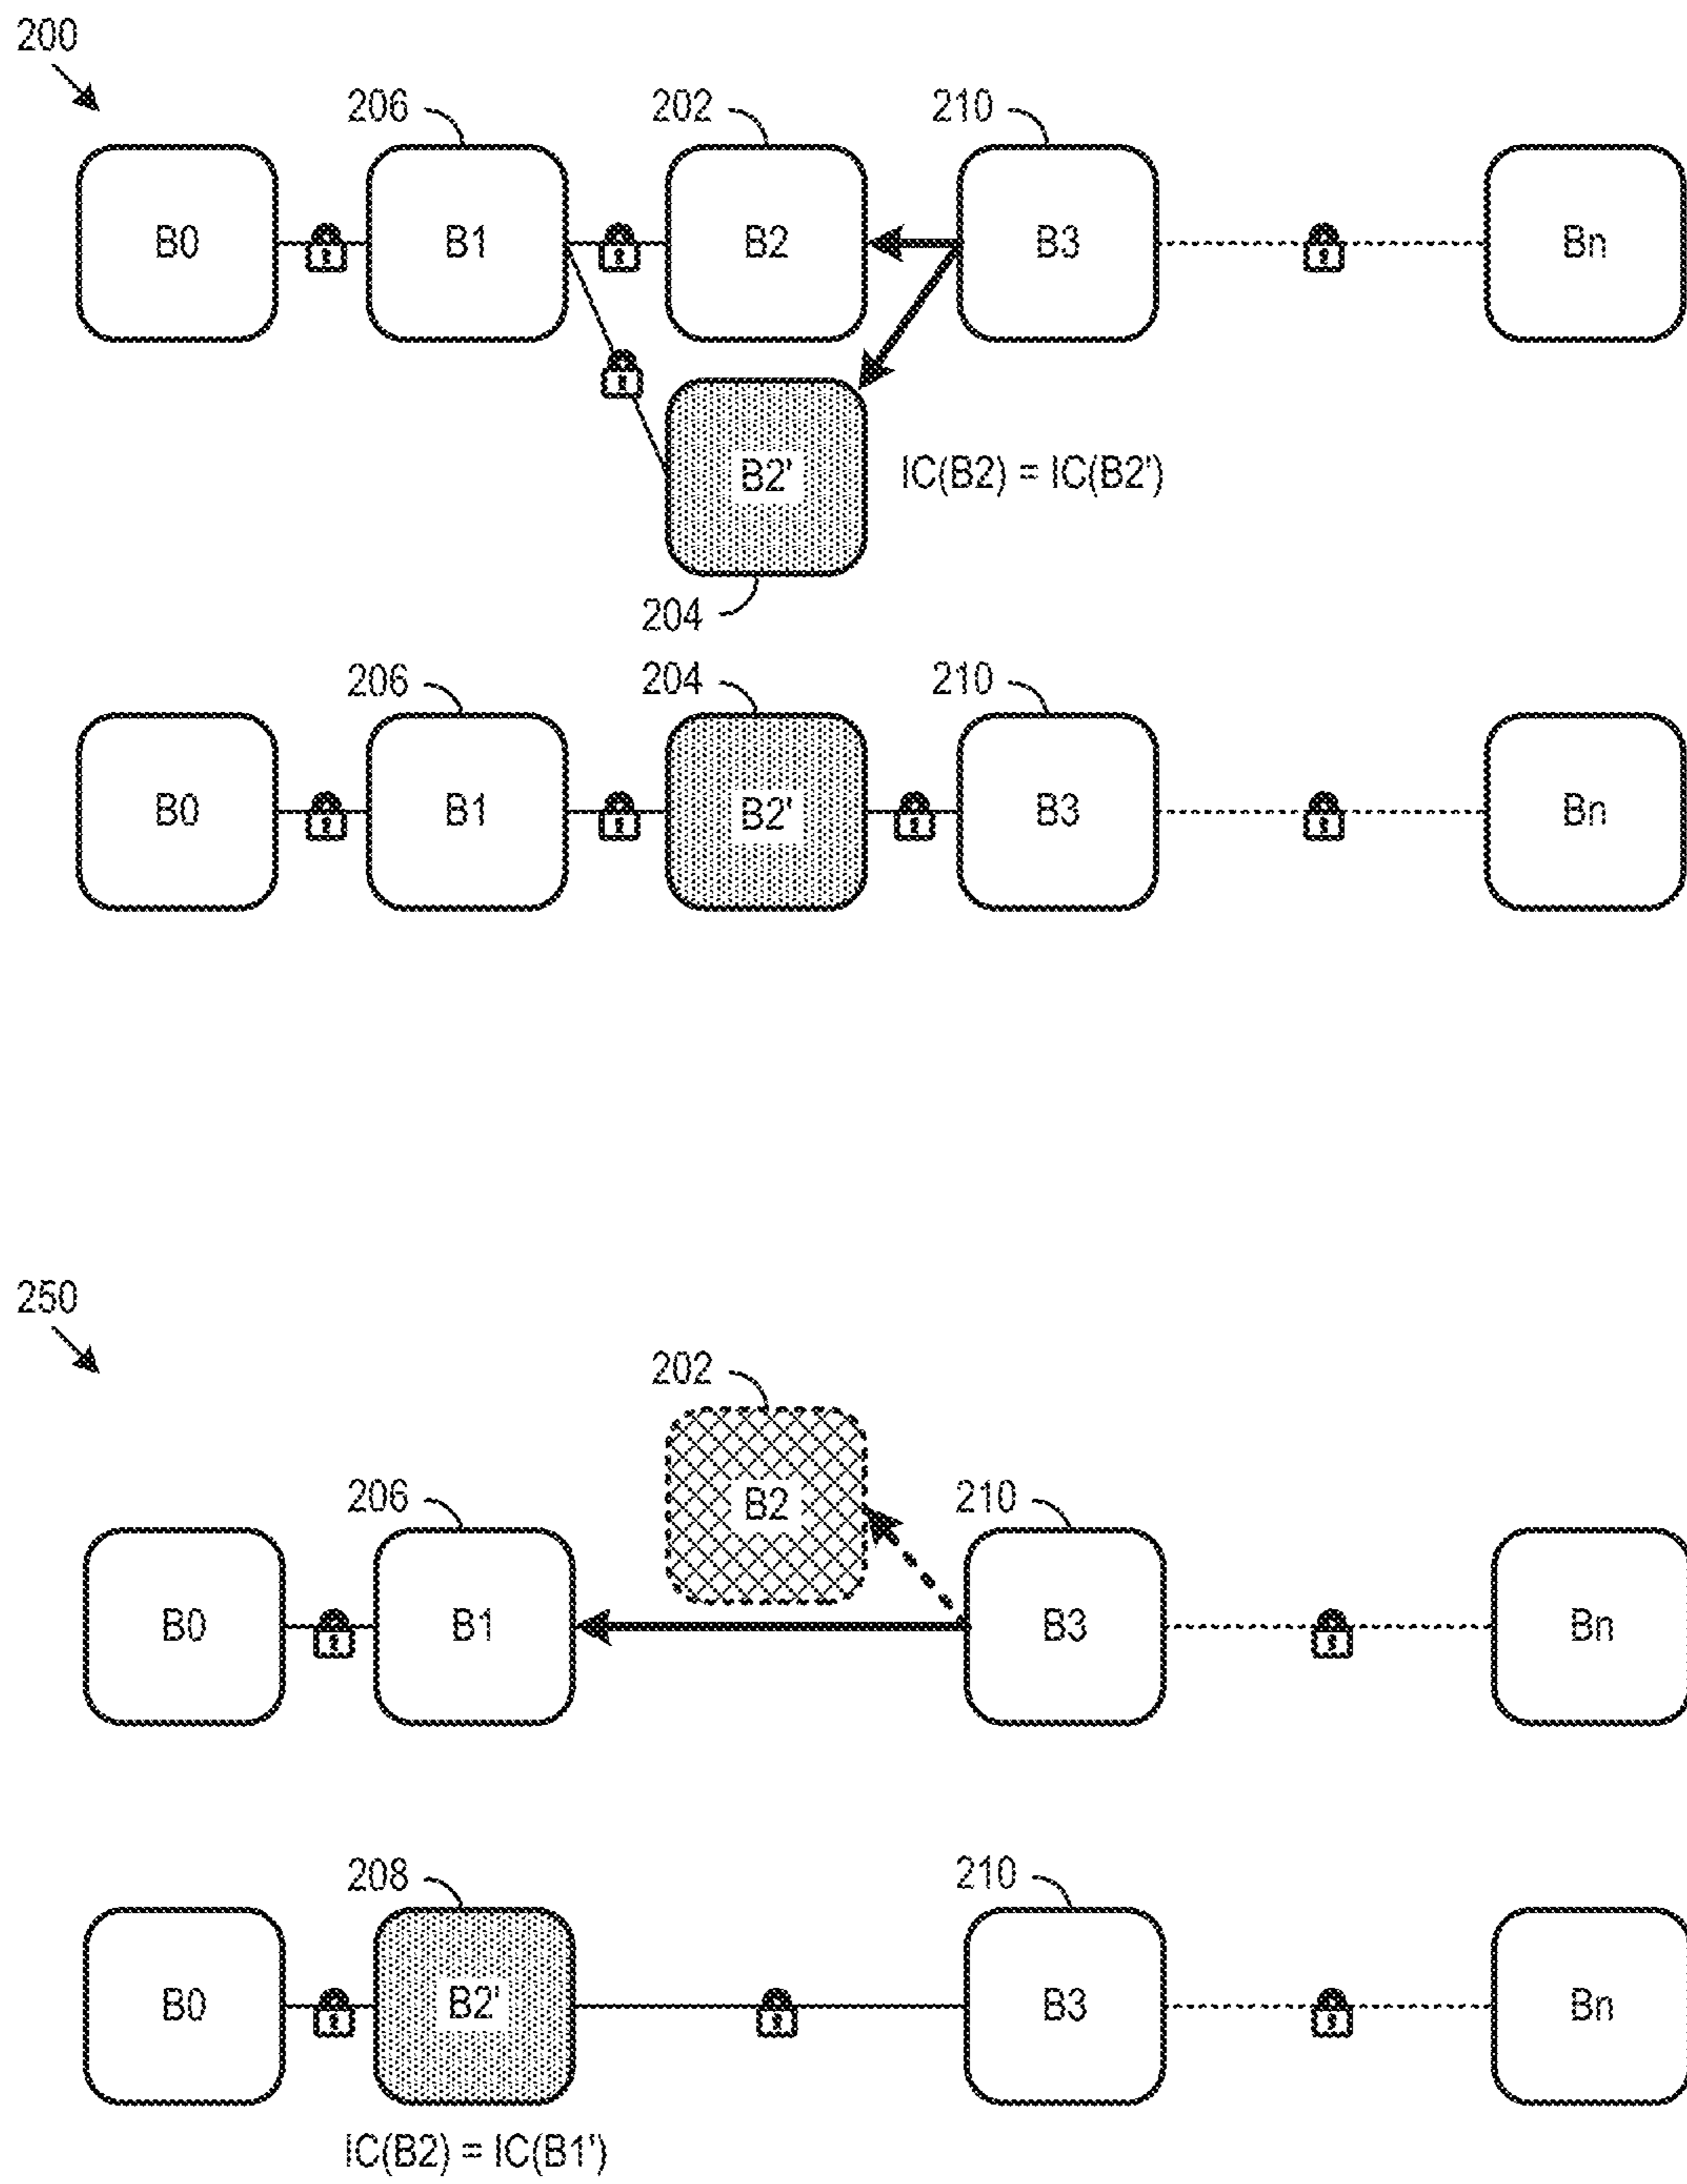 200
206 202 210
B0 B1 B2 B3 Bn
B2' IC(B2) = IC(B2')
204
206 204 210
B0 B1 B2' B3 Bn
250
202
B2
206 210
B0 B1 B3 Bn
208 210
B0 B2' B3 Bn
IC(B2) = IC(B1')